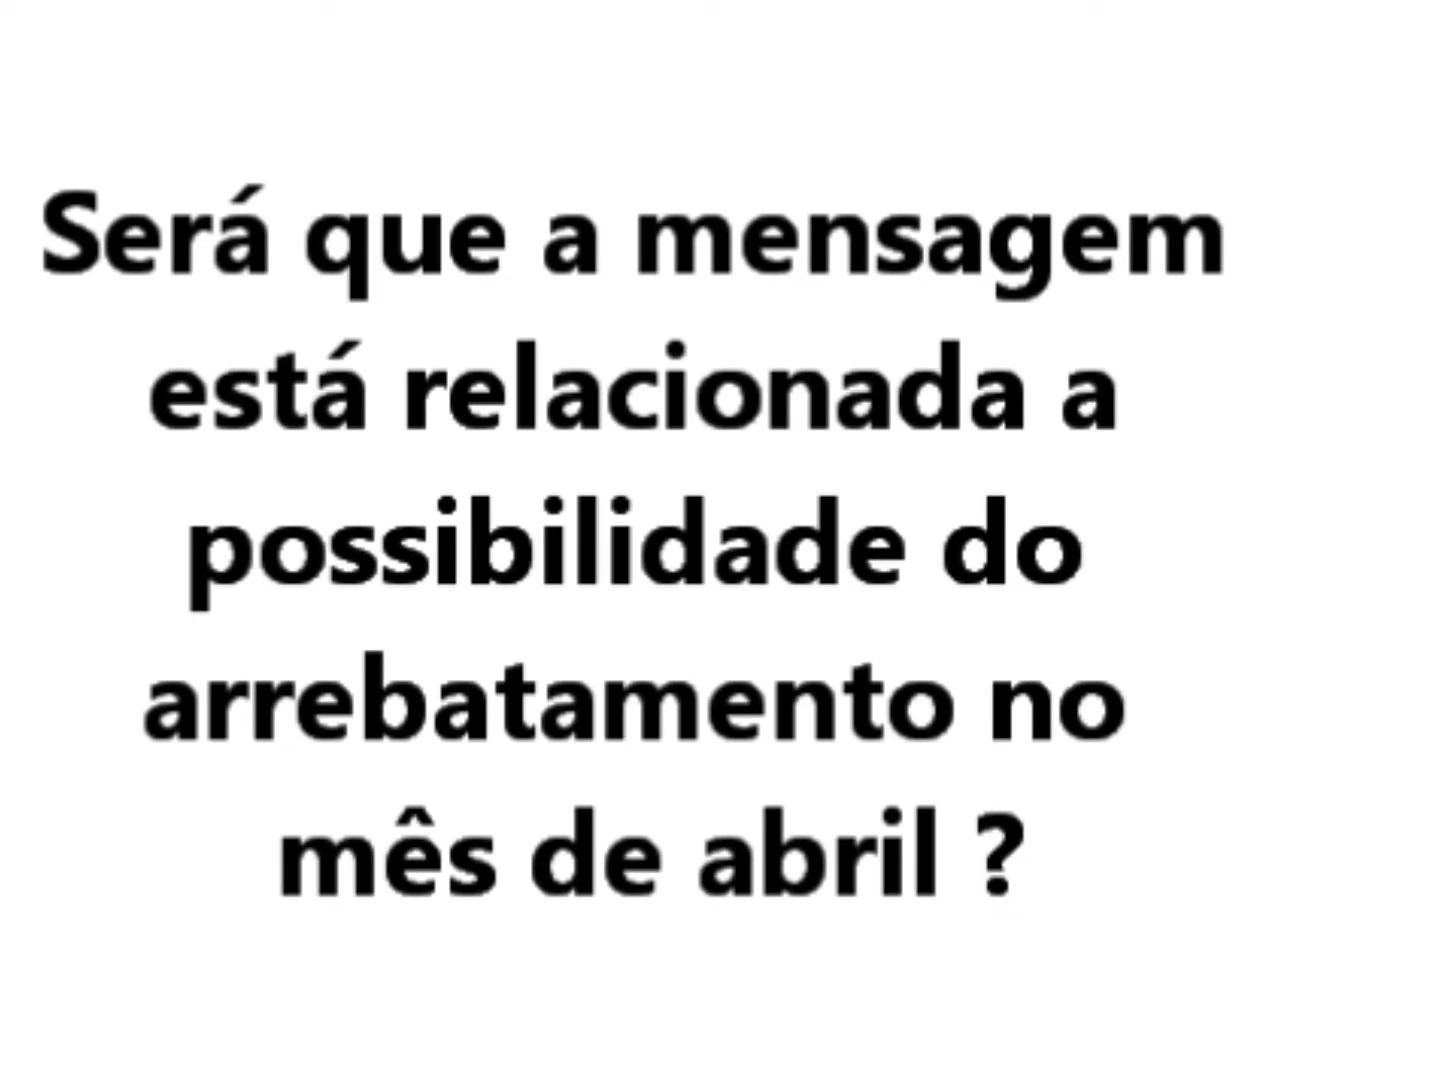 Será que a mensagem
está relacionada a
possibilidade do
arrebatamento no
mês de abril ?